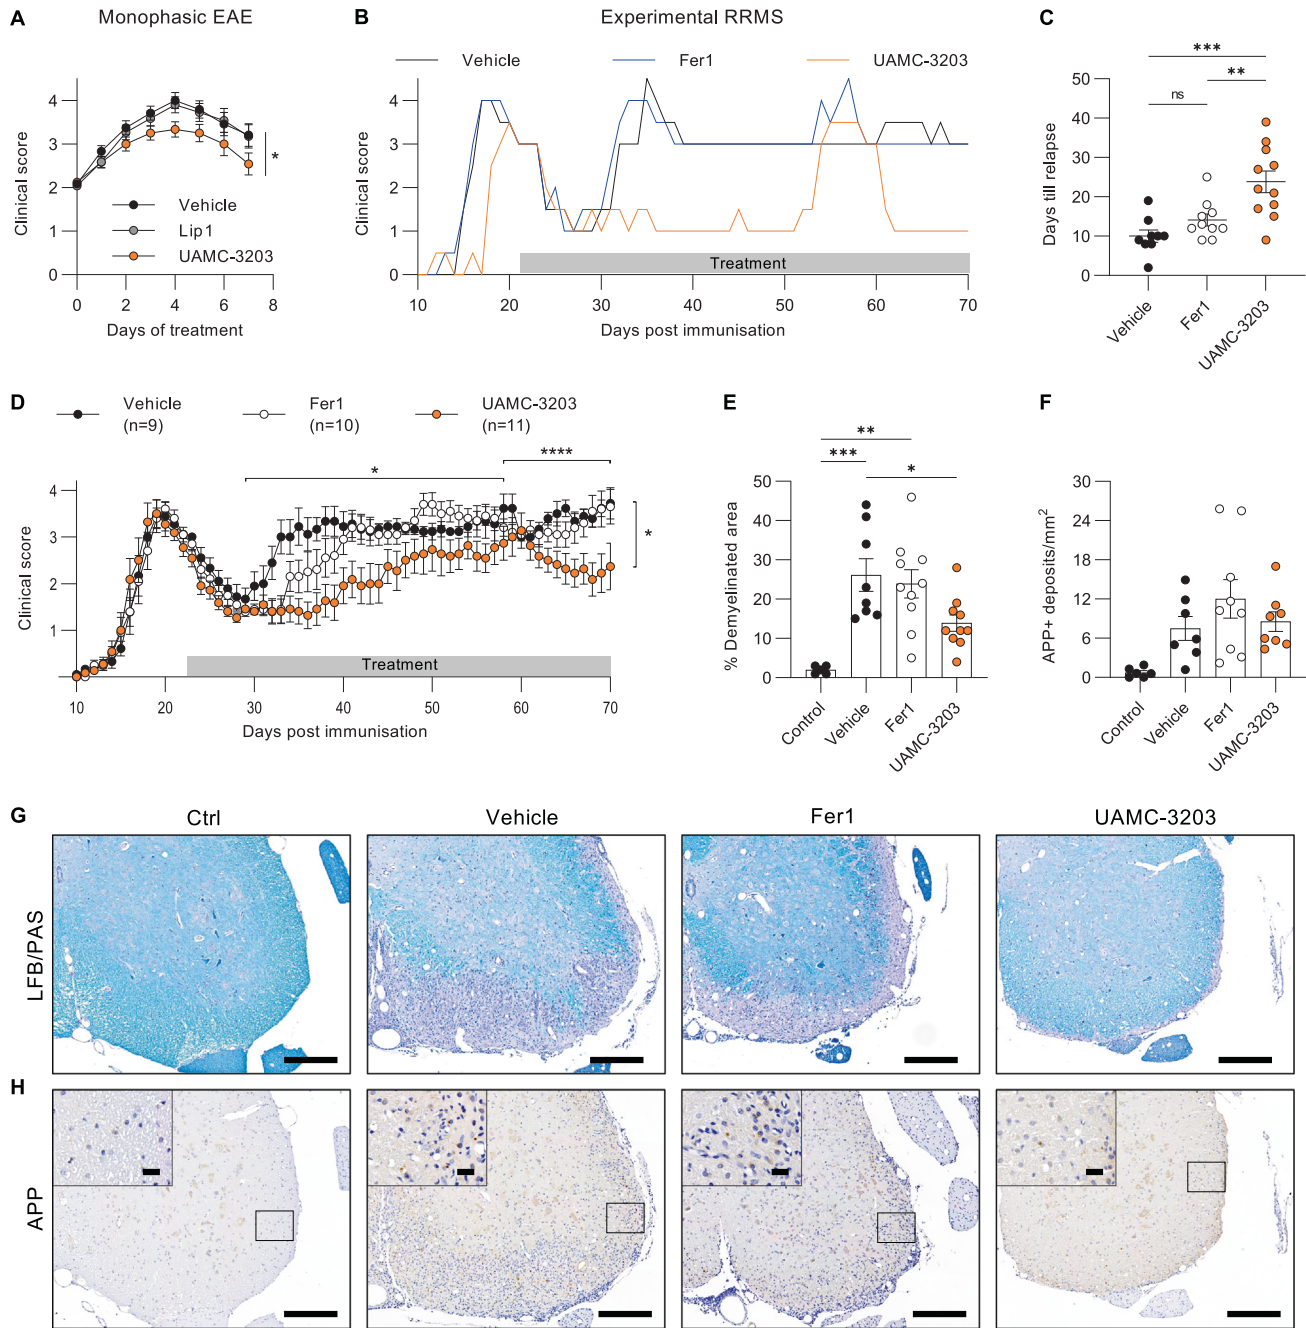 A Monophasic EAE
Clinical score
4
3
2
1
0
Vehicle
Lip1
UAMC-3203
*
0 2 4 6 8
Days of treatment
B Experimental RRMS
Vehicle Fer1 UAMC-3203
Clinical score
4
3
2
1
0
Treatment
10 20 30 40 50 60 70
Days post immunisation
C
***
ns
**
Days till relapse
50
40
30
20
10
0
Vehicle
Fer1
UAMC-3203
D
Vehicle
(n=9)
Fer1
(n=10)
UAMC-3203
(n=11)
*
****
*
Clinical score
4
3
2
1
Treatment
10 20 30 40 50 60 70
Days post immunisation
E
**
***
*
% Demyelinated area
50
40
30
20
10
0
Control
Vehicle
Fer1
UAMC-3203
F
APP+ deposits/mm²
30
24
18
12
6
0
Control
Vehicle
Fer1
UAMC-3203
G Ctrl Vehicle Fer1 UAMC-3203
LFB/PAS
H
APP